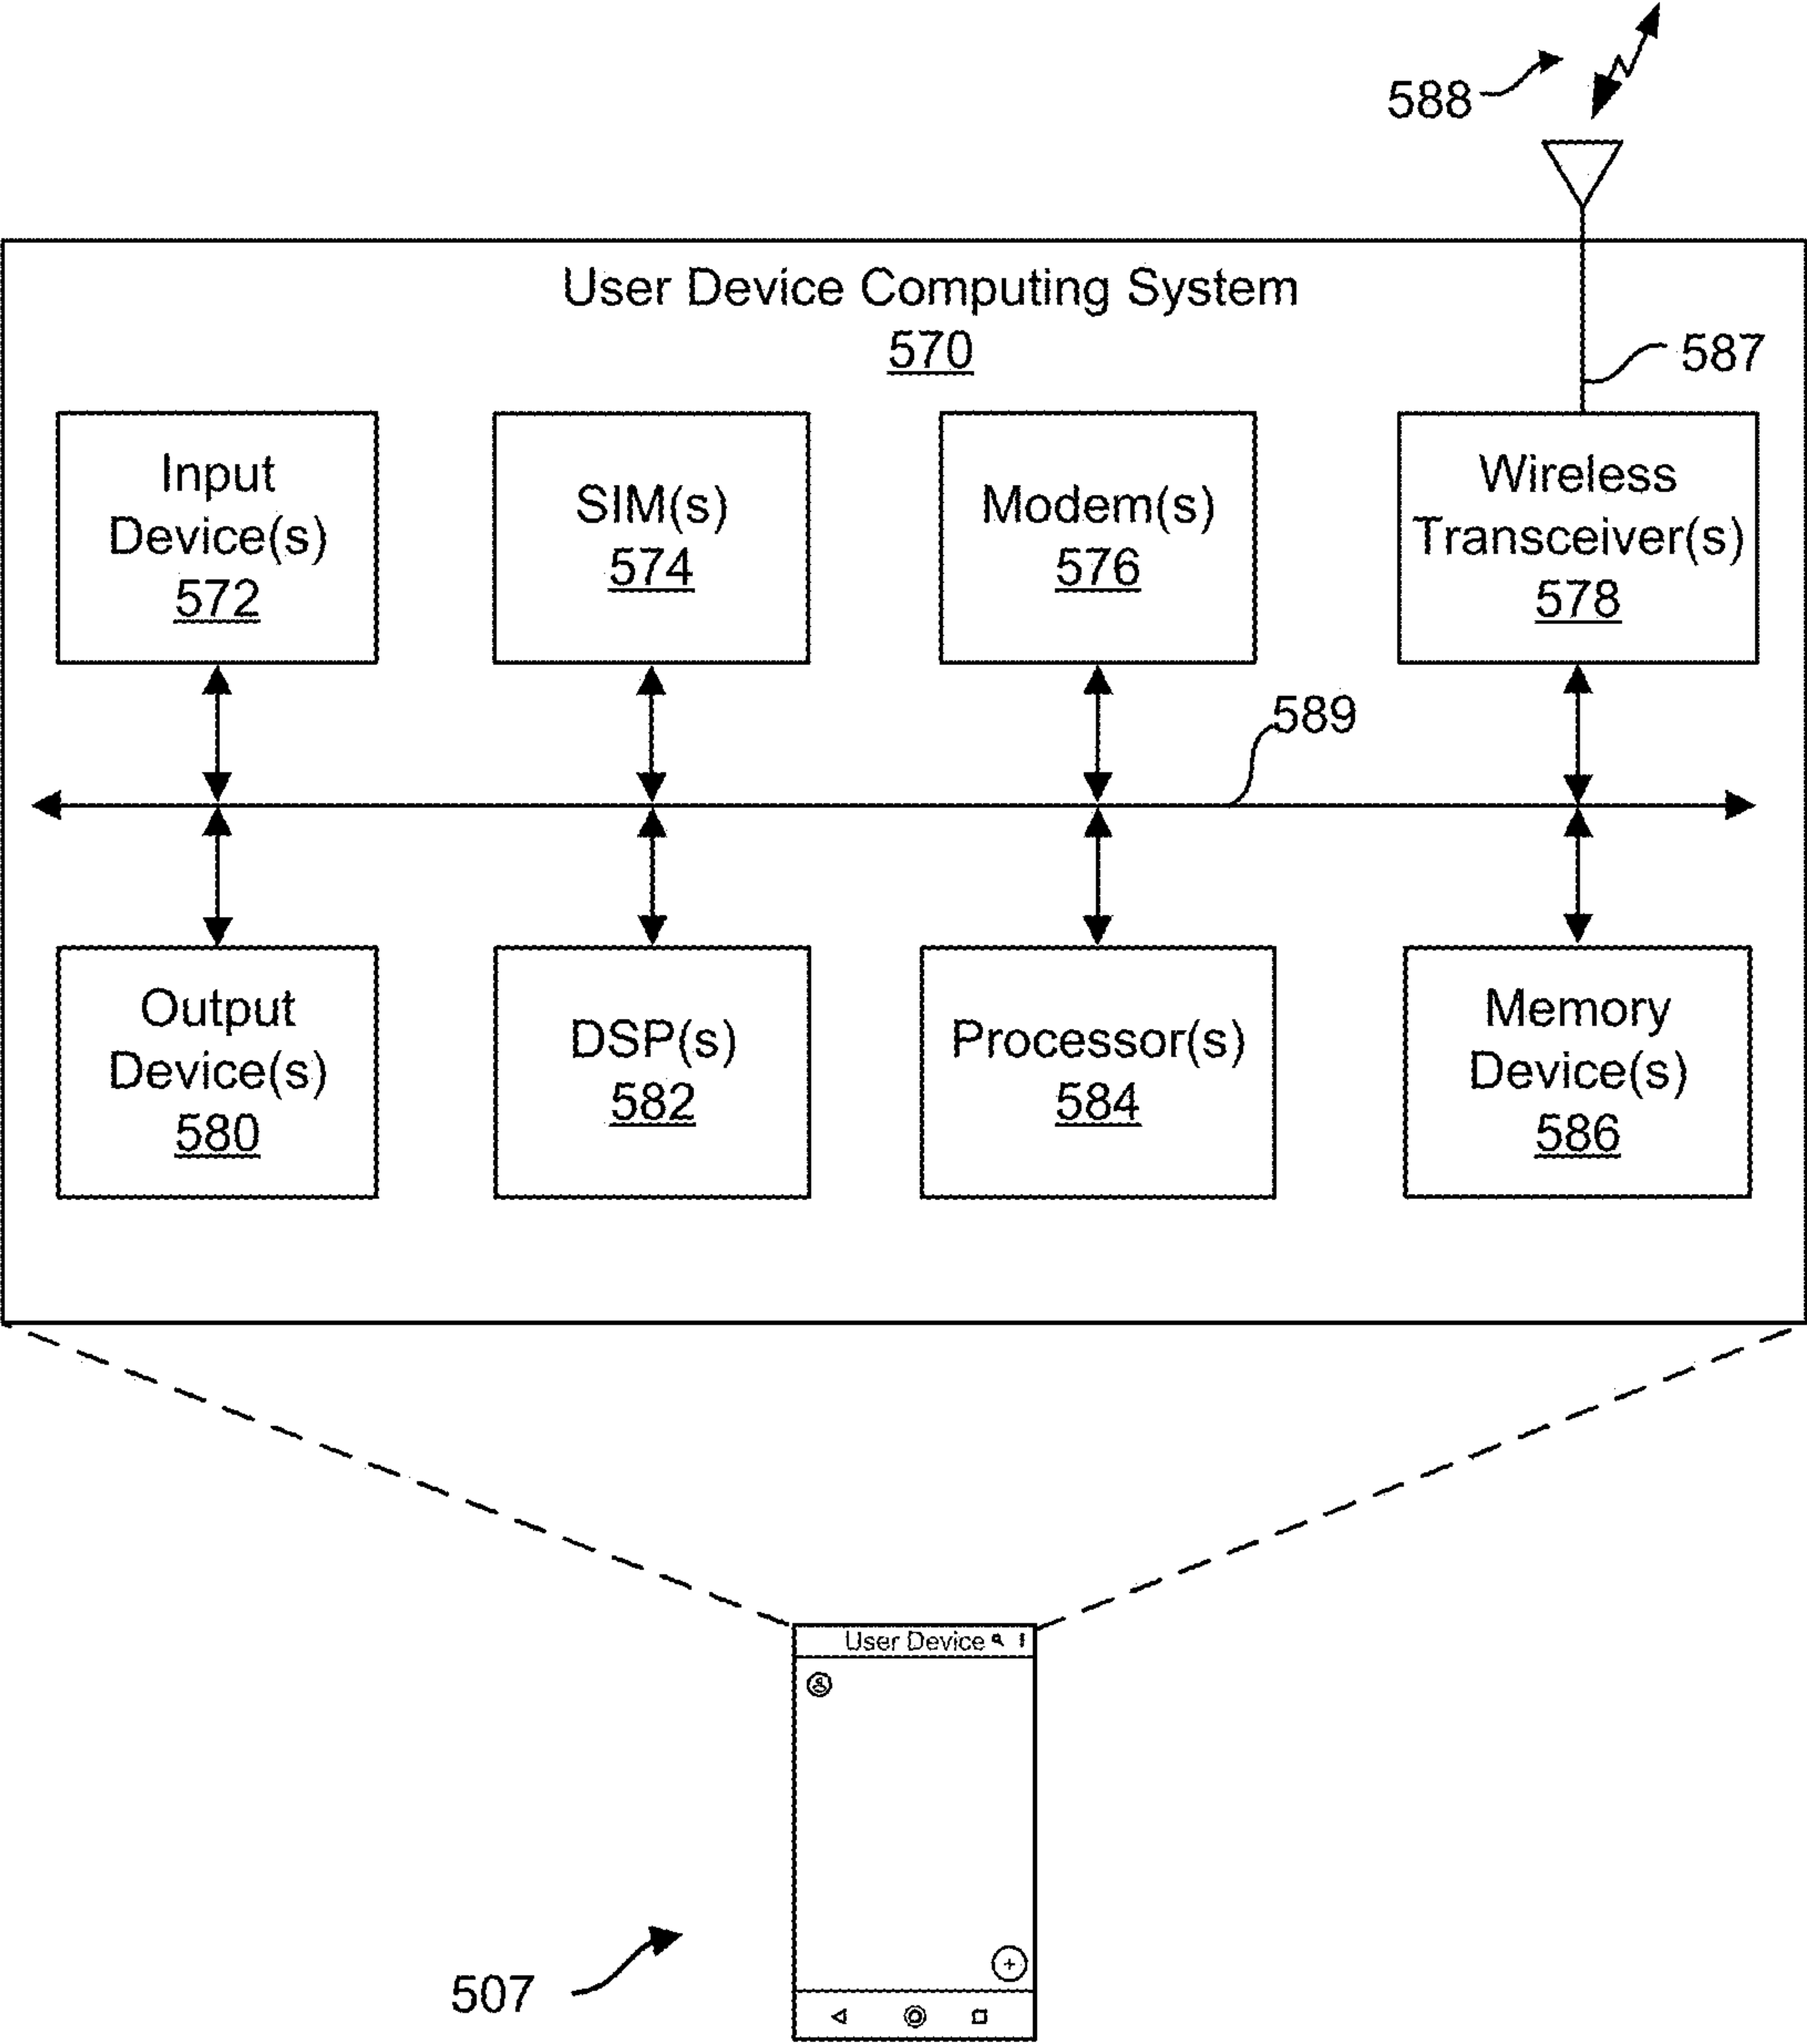 588
User Device Computing System
570
587
Input
Device(s)
572
SIM(s)
574
Modem(s)
576
Wireless
Transceiver(s)
578
589
Output
Device(s)
580
DSP(s)
582
Processor(s)
584
Memory
Device(s)
586
User Device
507